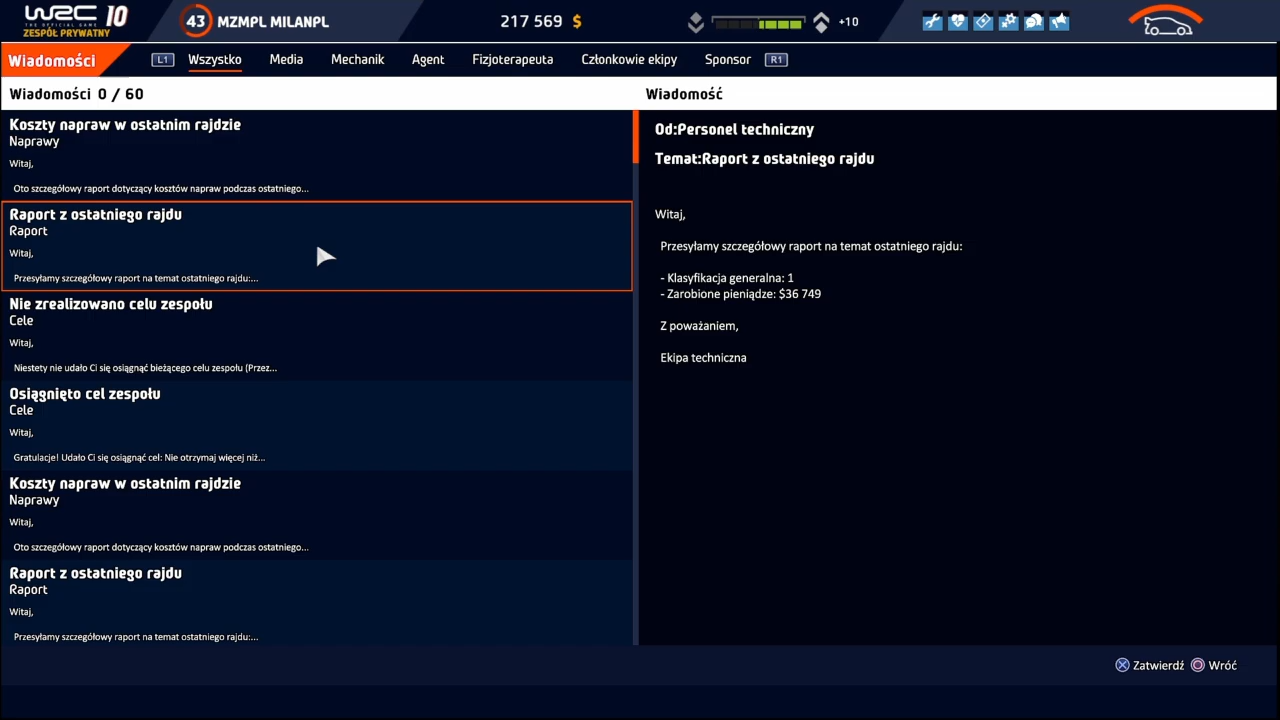 WRC 10
THE OFFICIAL GAME
ZESPÓŁ PRYWATNY
43 MZMPL MILANPL
217 569 $
+10
Wiadomości
L1 Wszystko Media Mechanik Agent Fizjoterapeuta Członkowie ekipy Sponsor R1
Wiadomości 0 / 60
Wiadomość
Koszty napraw w ostatnim rajdzie
Naprawy
Witaj,
Oto szczegółowy raport dotyczący kosztów napraw podczas ostatniego...
Raport z ostatniego rajdu
Raport
Witaj,
Przesyłamy szczegółowy raport na temat ostatniego rajdu:...
Nie zrealizowano celu zespołu
Cele
Witaj,
Niestety nie udało Ci się osiągnąć bieżącego celu zespołu (Przez...
Osiągnięto cel zespołu
Cele
Witaj,
Gratulacje! Udało Ci się osiągnąć cel: Nie otrzymaj więcej niż...
Koszty napraw w ostatnim rajdzie
Naprawy
Witaj,
Oto szczegółowy raport dotyczący kosztów napraw podczas ostatniego...
Raport z ostatniego rajdu
Raport
Witaj,
Przesyłamy szczegółowy raport na temat ostatniego rajdu:...
Od:Personel techniczny
Temat:Raport z ostatniego rajdu
Witaj,
Przesyłamy szczegółowy raport na temat ostatniego rajdu:
- Klasyfikacja generalna: 1
- Zarobione pieniądze: $36 749
Z poważaniem,
Ekipa techniczna
Zatwierdź Wróć